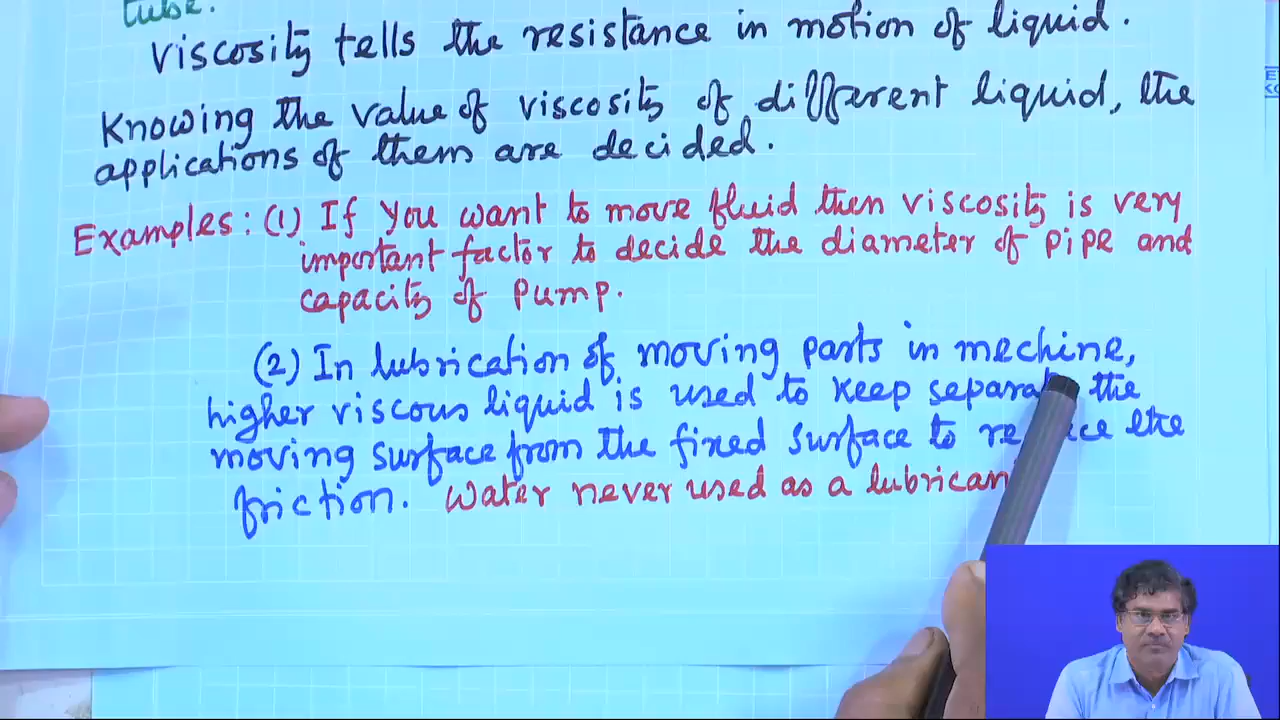 tube.
Viscosity tells the resistance in motion of liquid.
Knowing the value of viscosity of different liquid, the
applications of them are decided.
Examples: (1) If you want to move fluid then viscosity is very
important factor to decide the diameter of pipe and
capacity of pump.
(2) In lubrication of moving parts in mechine,
higher viscous liquid is used to keep separate the
moving surface from the fixed surface to reduce the
friction. Water never used as a lubrican